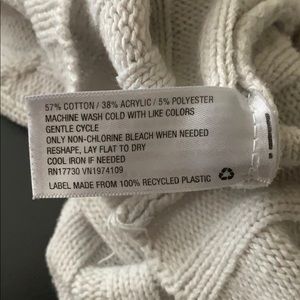 57% COTTON / 38% ACRYLIC / 5% POLYESTER
MACHINE WASH COLD WITH LIKE COLORS
GENTLE CYCLE
ONLY NON-CHLORINE BLEACH WHEN NEEDED
RESHAPE, LAY FLAT TO DRY
COOL IRON IF NEEDED
RN17730 VN1974109
LABEL MADE FROM 100% RECYCLED PLASTIC